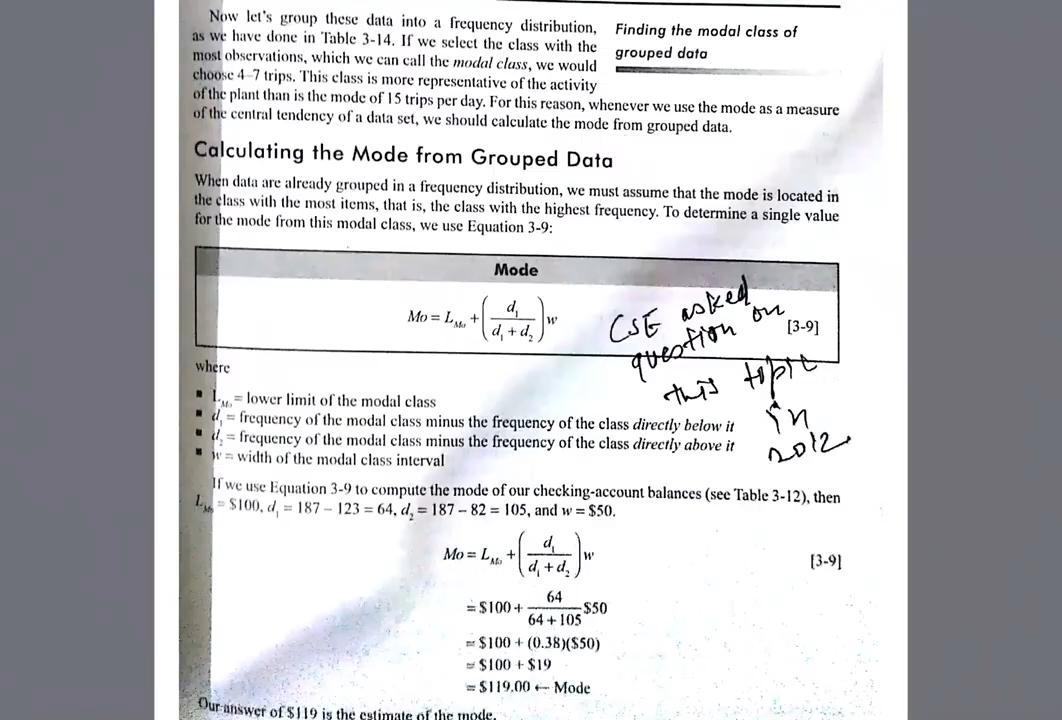 Now let's group these data into a frequency distribution,
as we have done in Table 3-14. If we select the class with the
most observations, which we can call the modal class, we would
choose 4–7 trips. This class is more representative of the activity
of the plant than is the mode of 15 trips per day. For this reason, whenever we use the mode as a measure
of the central tendency of a data set, we should calculate the mode from grouped data.
Finding the modal class of
grouped data
Calculating the Mode from Grouped Data
When data are already grouped in a frequency distribution, we must assume that the mode is located in
the class with the most items, that is, the class with the highest frequency. To determine a single value
for the mode from this modal class, we use Equation 3-9:
Mode
Mo = L_Mo + (d₁ / (d₁ + d₂)) w
[3-9]
CSE asked
question on
this topic
in
2012
where
▪ L_Mo = lower limit of the modal class
▪ d₁ = frequency of the modal class minus the frequency of the class directly below it
▪ d₂ = frequency of the modal class minus the frequency of the class directly above it
▪ w = width of the modal class interval
If we use Equation 3-9 to compute the mode of our checking-account balances (see Table 3-12), then
L_Mo = $100, d₁ = 187 – 123 = 64, d₂ = 187 – 82 = 105, and w = $50.
Mo = L_Mo + (d₁ / (d₁ + d₂)) w [3-9]
= $100 + 64 / (64 + 105) $50
= $100 + (0.38)($50)
= $100 + $19
= $119.00 ← Mode
Our answer of $119 is the estimate of the mode.